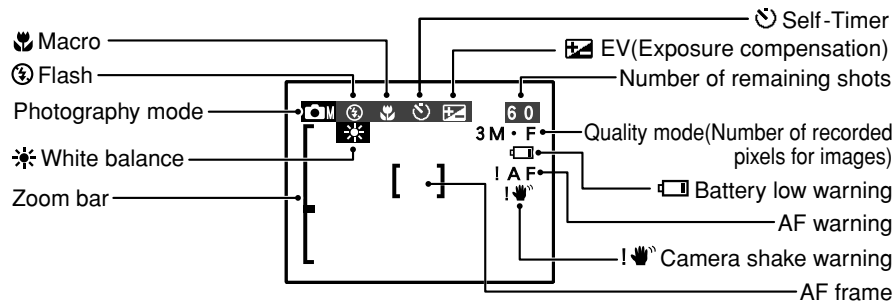 Macro
Flash
Photography mode
White balance
Zoom bar
M
60
3M · F
!AF
!
Self-Timer
EV(Exposure compensation)
Number of remaining shots
Quality mode(Number of recorded
pixels for images)
Battery low warning
AF warning
! Camera shake warning
AF frame